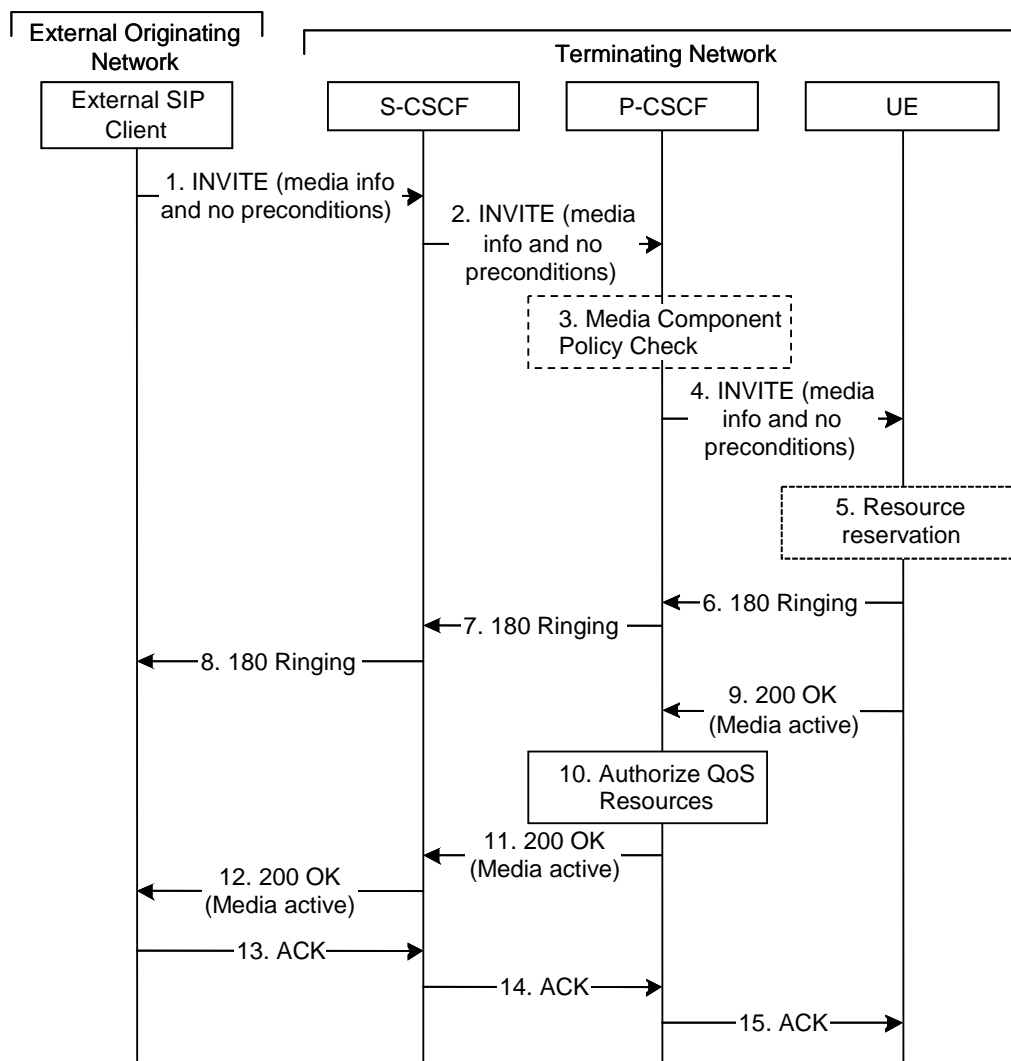 External Originating
Network
Terminating Network
External SIP
Client
S-CSCF
P-CSCF
UE
1. INVITE (media info
and no preconditions)
2. INVITE (media
info and no
preconditions)
3. Media Component
Policy Check
4. INVITE (media
info and no
preconditions)
5. Resource
reservation
6. 180 Ringing
7. 180 Ringing
8. 180 Ringing
9. 200 OK
(Media active)
10. Authorize QoS
Resources
11. 200 OK
(Media active)
12. 200 OK
(Media active)
13. ACK
14. ACK
15. ACK